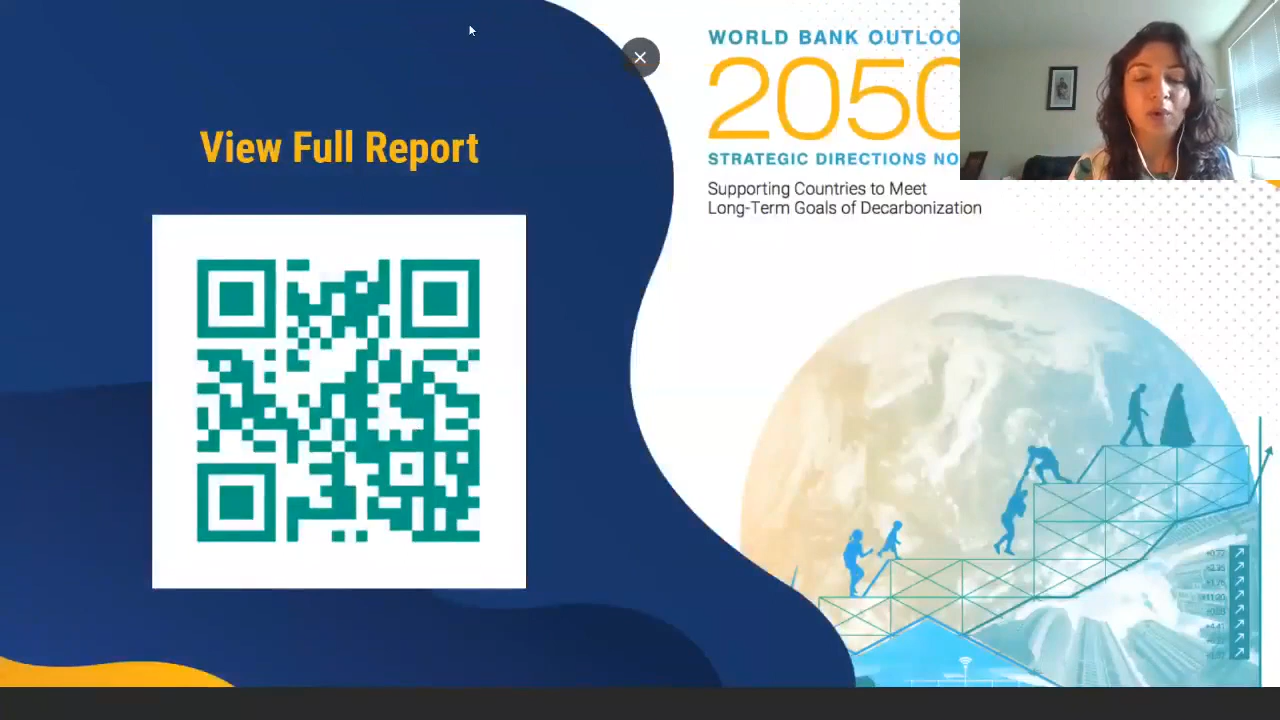 View Full Report
WORLD BANK OUTLOO
2050
STRATEGIC DIRECTIONS NO
Supporting Countries to Meet
Long-Term Goals of Decarbonization